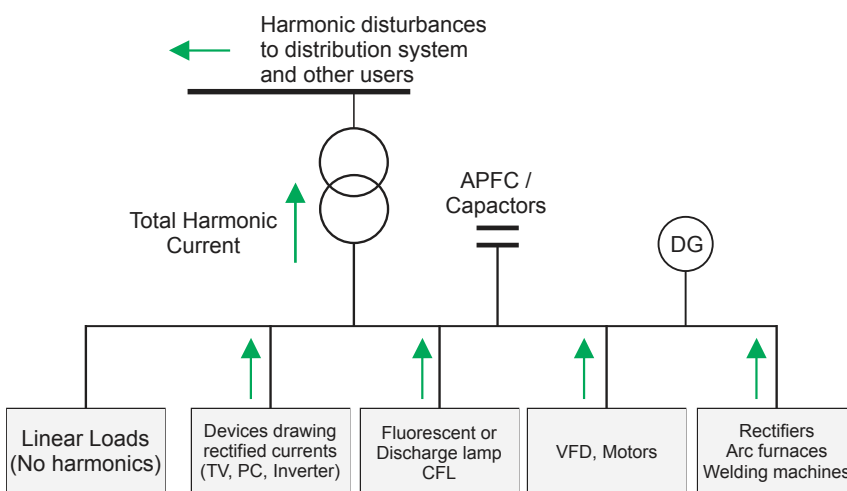 Harmonic disturbances
to distribution system
and other users
APFC /
Capactors
Total Harmonic
Current
DG
Linear Loads
(No harmonics)
Devices drawing
rectified currents
(TV, PC, Inverter)
Fluorescent or
Discharge lamp
CFL
VFD, Motors
Rectifiers
Arc furnaces
Welding machines